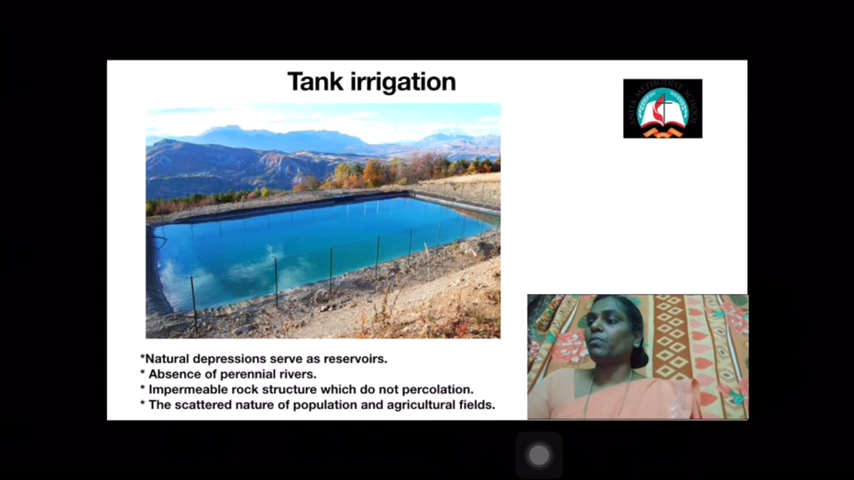 Tank irrigation
*Natural depressions serve as reservoirs.
* Absence of perennial rivers.
* Impermeable rock structure which do not percolation.
* The scattered nature of population and agricultural fields.